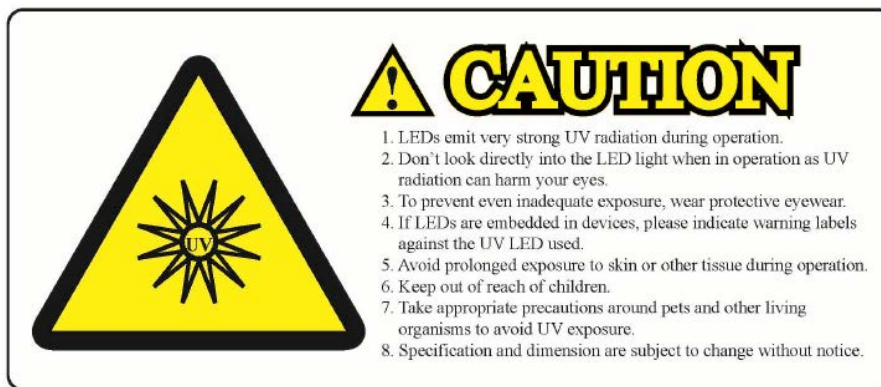 CAUTION
1. LEDs emit very strong UV radiation during operation.
2. Don't look directly into the LED light when in operation as UV
radiation can harm your eyes.
3. To prevent even inadequate exposure, wear protective eyewear.
4. If LEDs are embedded in devices, please indicate warning labels
against the UV LED used.
5. Avoid prolonged exposure to skin or other tissue during operation.
6. Keep out of reach of children.
7. Take appropriate precautions around pets and other living
organisms to avoid UV exposure.
8. Specification and dimension are subject to change without notice.
UV